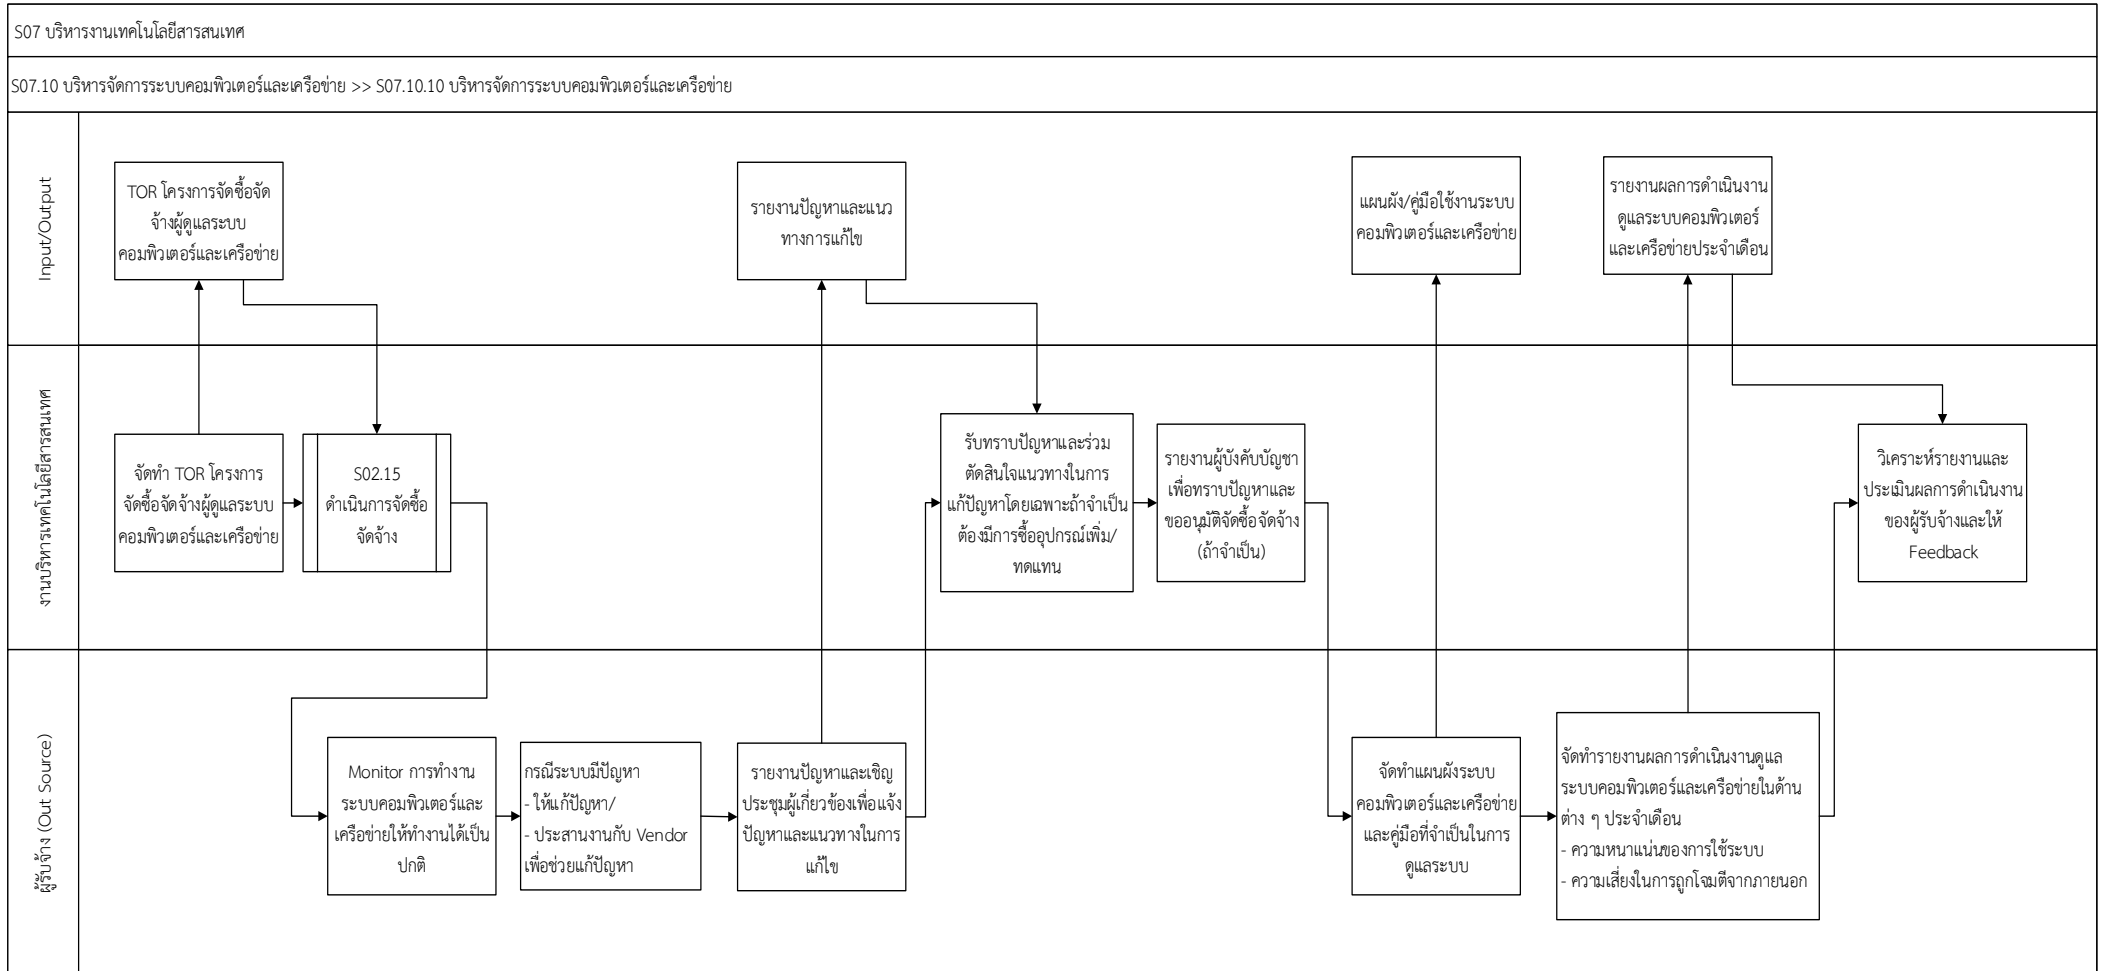 S07 บริหารงานเทคโนโลยีสารสนเทศ
S07.10 บริหารจัดการระบบคอมพิวเตอร์และเครือข่าย >> S07.10.10 บริหารจัดการระบบคอมพิวเตอร์และเครือข่าย
Input/Output
TOR โครงการจัดซื้อจัด
จ้างผู้ดูแลระบบ
คอมพิวเตอร์และเครือข่าย
รายงานปัญหาและแนว
ทางการแก้ไข
แผนผัง/คู่มือใช้งานระบบ
คอมพิวเตอร์และเครือข่าย
รายงานผลการดำเนินงาน
ดูแลระบบคอมพิวเตอร์
และเครือข่ายประจำเดือน
งานบริหารเทคโนโลยีสารสนเทศ
จัดทำ TOR โครงการ
จัดซื้อจัดจ้างผู้ดูแลระบบ
คอมพิวเตอร์และเครือข่าย
S02.15
ดำเนินการจัดซื้อ
จัดจ้าง
รับทราบปัญหาและร่วม
ตัดสินใจแนวทางในการ
แก้ปัญหาโดยเฉพาะถ้าจำเป็น
ต้องมีการซื้ออุปกรณ์เพิ่ม/
ทดแทน
รายงานผู้บังคับบัญชา
เพื่อทราบปัญหาและ
ขออนุมัติจัดซื้อจัดจ้าง
(ถ้าจำเป็น)
วิเคราะห์รายงานและ
ประเมินผลการดำเนินงาน
ของผู้รับจ้างและให้
Feedback
ผู้รับจ้าง (Out Source)
Monitor การทำงาน
ระบบคอมพิวเตอร์และ
เครือข่ายให้ทำงานได้เป็น
ปกติ
กรณีระบบมีปัญหา
- ให้แก้ปัญหา/
- ประสานงานกับ Vendor
เพื่อช่วยแก้ปัญหา
รายงานปัญหาและเชิญ
ประชุมผู้เกี่ยวข้องเพื่อแจ้ง
ปัญหาและแนวทางในการ
แก้ไข
จัดทำแผนผังระบบ
คอมพิวเตอร์และเครือข่าย
และคู่มือที่จำเป็นในการ
ดูแลระบบ
จัดทำรายงานผลการดำเนินงานดูแล
ระบบคอมพิวเตอร์และเครือข่ายในด้าน
ต่าง ๆ ประจำเดือน
- ความหนาแน่นของการใช้ระบบ
- ความเสี่ยงในการถูกโจมตีจากภายนอก